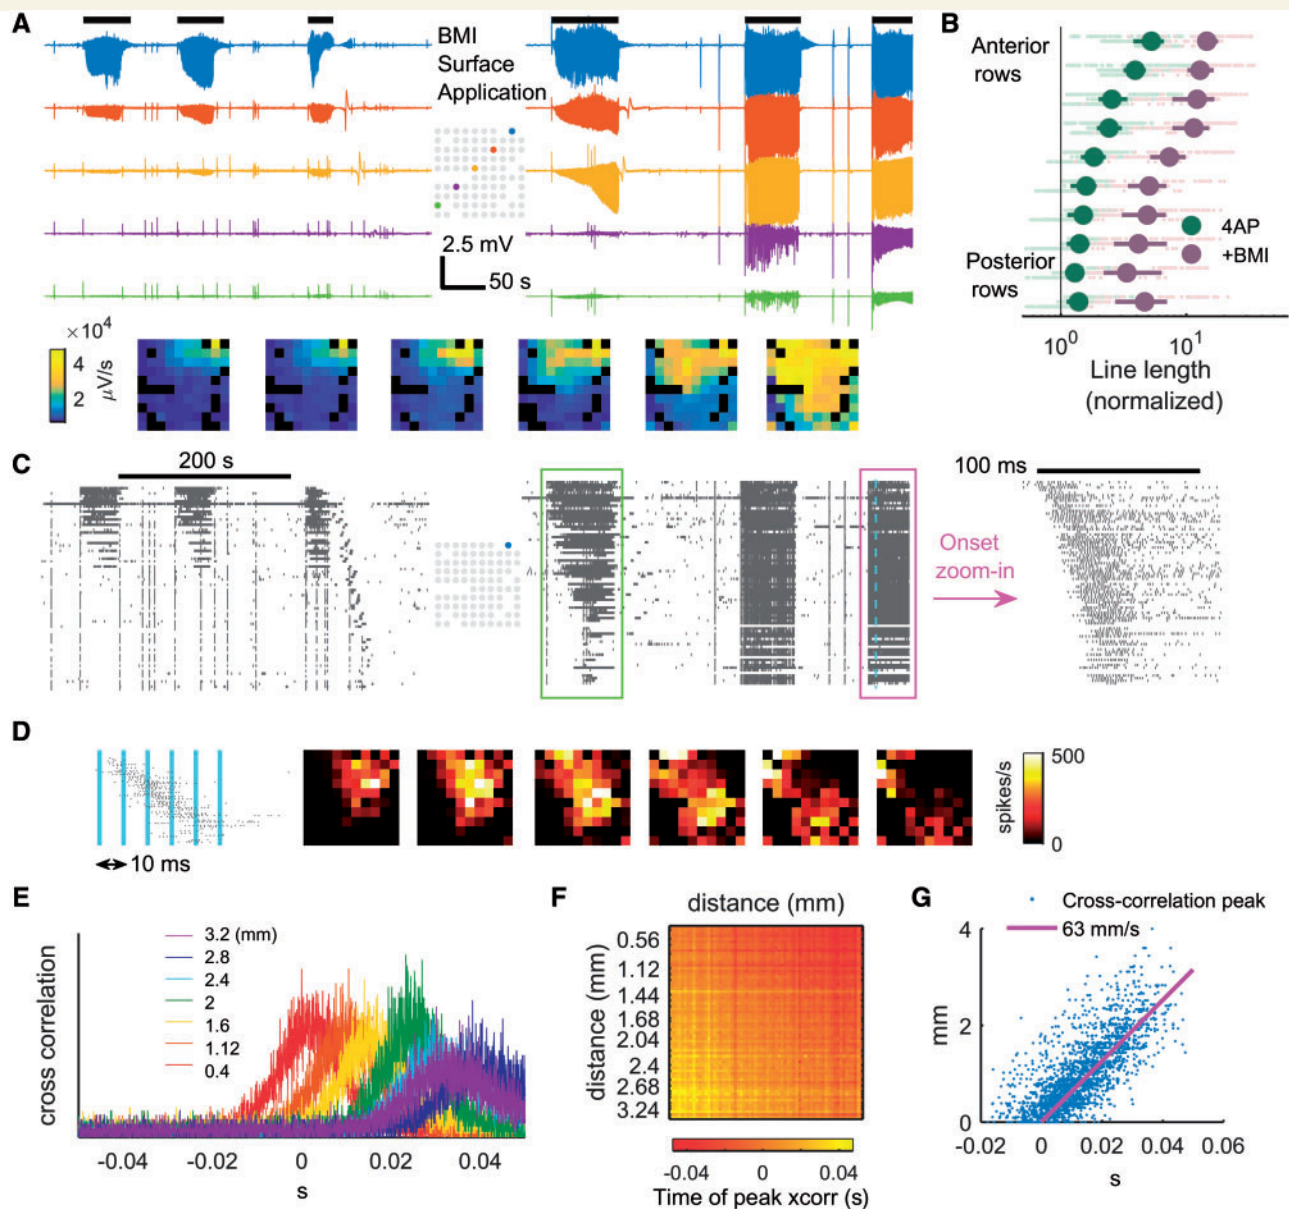 A
BMI
Surface
Application
2.5 mV
50 s
×10⁴
4
2
μV/s
B
Anterior
rows
Posterior
rows
4AP
+BMI
10⁰ 10¹
Line length
(normalized)
C
200 s
100 ms
Onset
zoom-in
D
10 ms
500
0
spikes/s
E
cross correlation
3.2 (mm)
2.8
2.4
2
1.6
1.12
0.4
-0.04 -0.02 0 0.02 0.04
s
F
distance (mm)
distance (mm)
0.56
1.12
1.44
1.68
2.04
2.4
2.68
3.24
-0.04 0 0.04
Time of peak xcorr (s)
G
Cross-correlation peak
63 mm/s
4
2
0
mm
-0.02 0 0.02 0.04 0.06
s